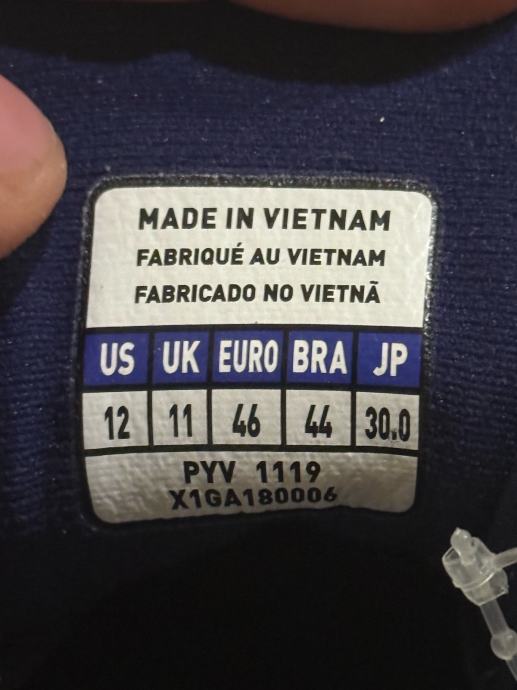 MADE IN VIETNAM
FABRIQUÉ AU VIETNAM
FABRICADO NO VIETNÃ
US UK EURO BRA JP
12 11 46 44 30.0
PYV 1119
X1GA180006